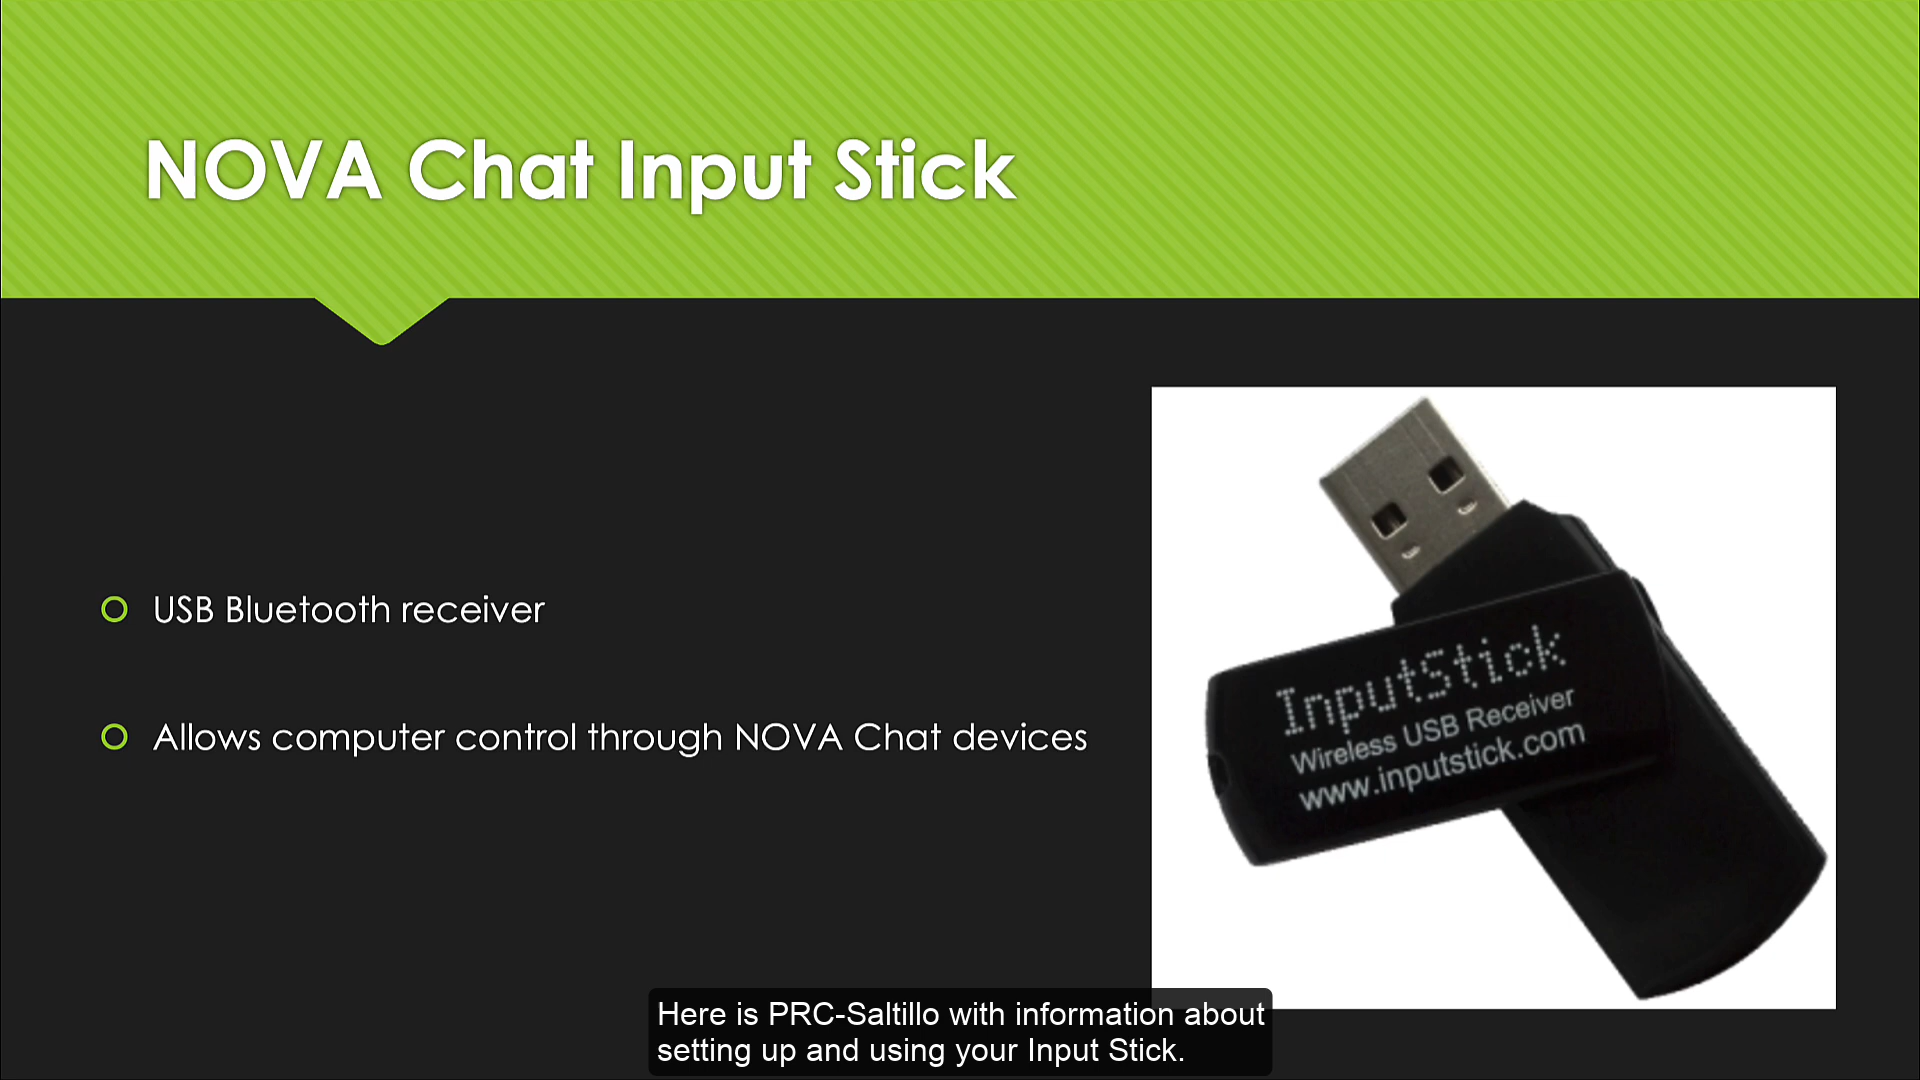 NOVA Chat Input Stick
USB Bluetooth receiver
Allows computer control through NOVA Chat devices
InputStick
Wireless USB Receiver
www.inputstick.com
Here is PRC-Saltillo with information about
setting up and using your Input Stick.